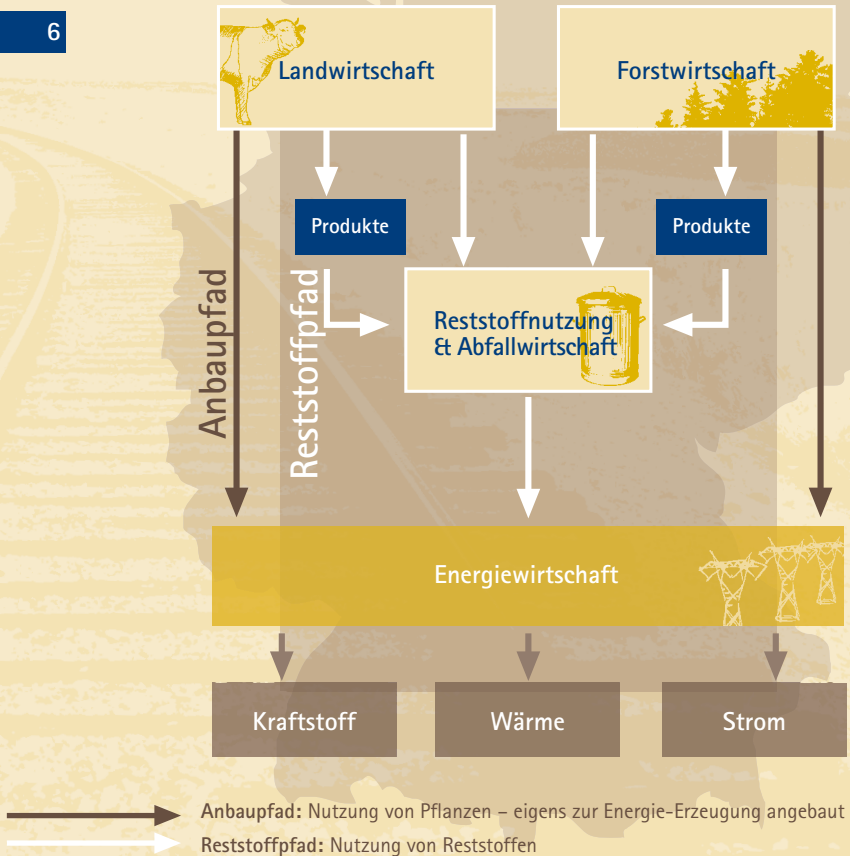 6
Landwirtschaft
Forstwirtschaft
Produkte
Produkte
Anbaupfad
Reststoffpfad
Reststoffnutzung
& Abfallwirtschaft
Energiewirtschaft
Kraftstoff
Wärme
Strom
Anbaupfad: Nutzung von Pflanzen – eigens zur Energie-Erzeugung angebaut
Reststoffpfad: Nutzung von Reststoffen